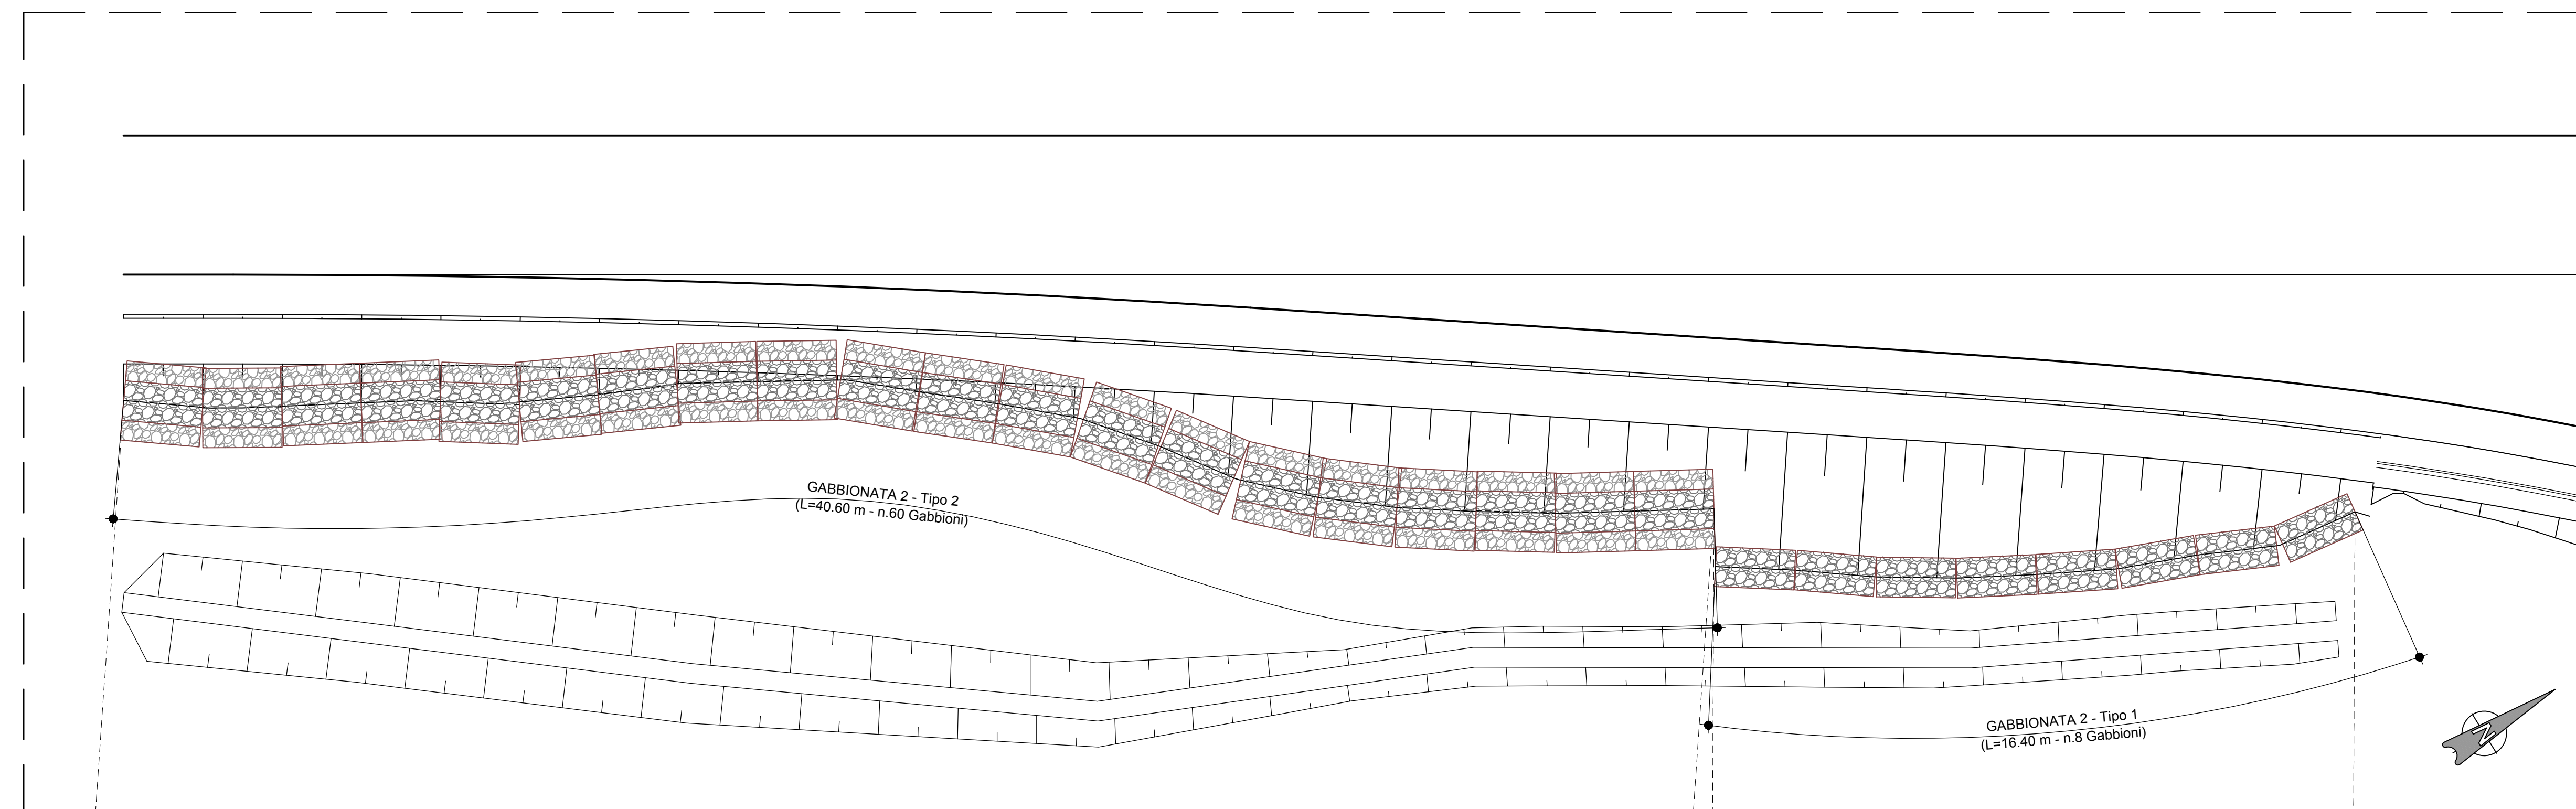 GABBIONATA 2 - Tipo 2
(L=40.60 m - n.60 Gabbioni)
GABBIONATA 2 - Tipo 1
(L=16.40 m - n.8 Gabbioni)
N